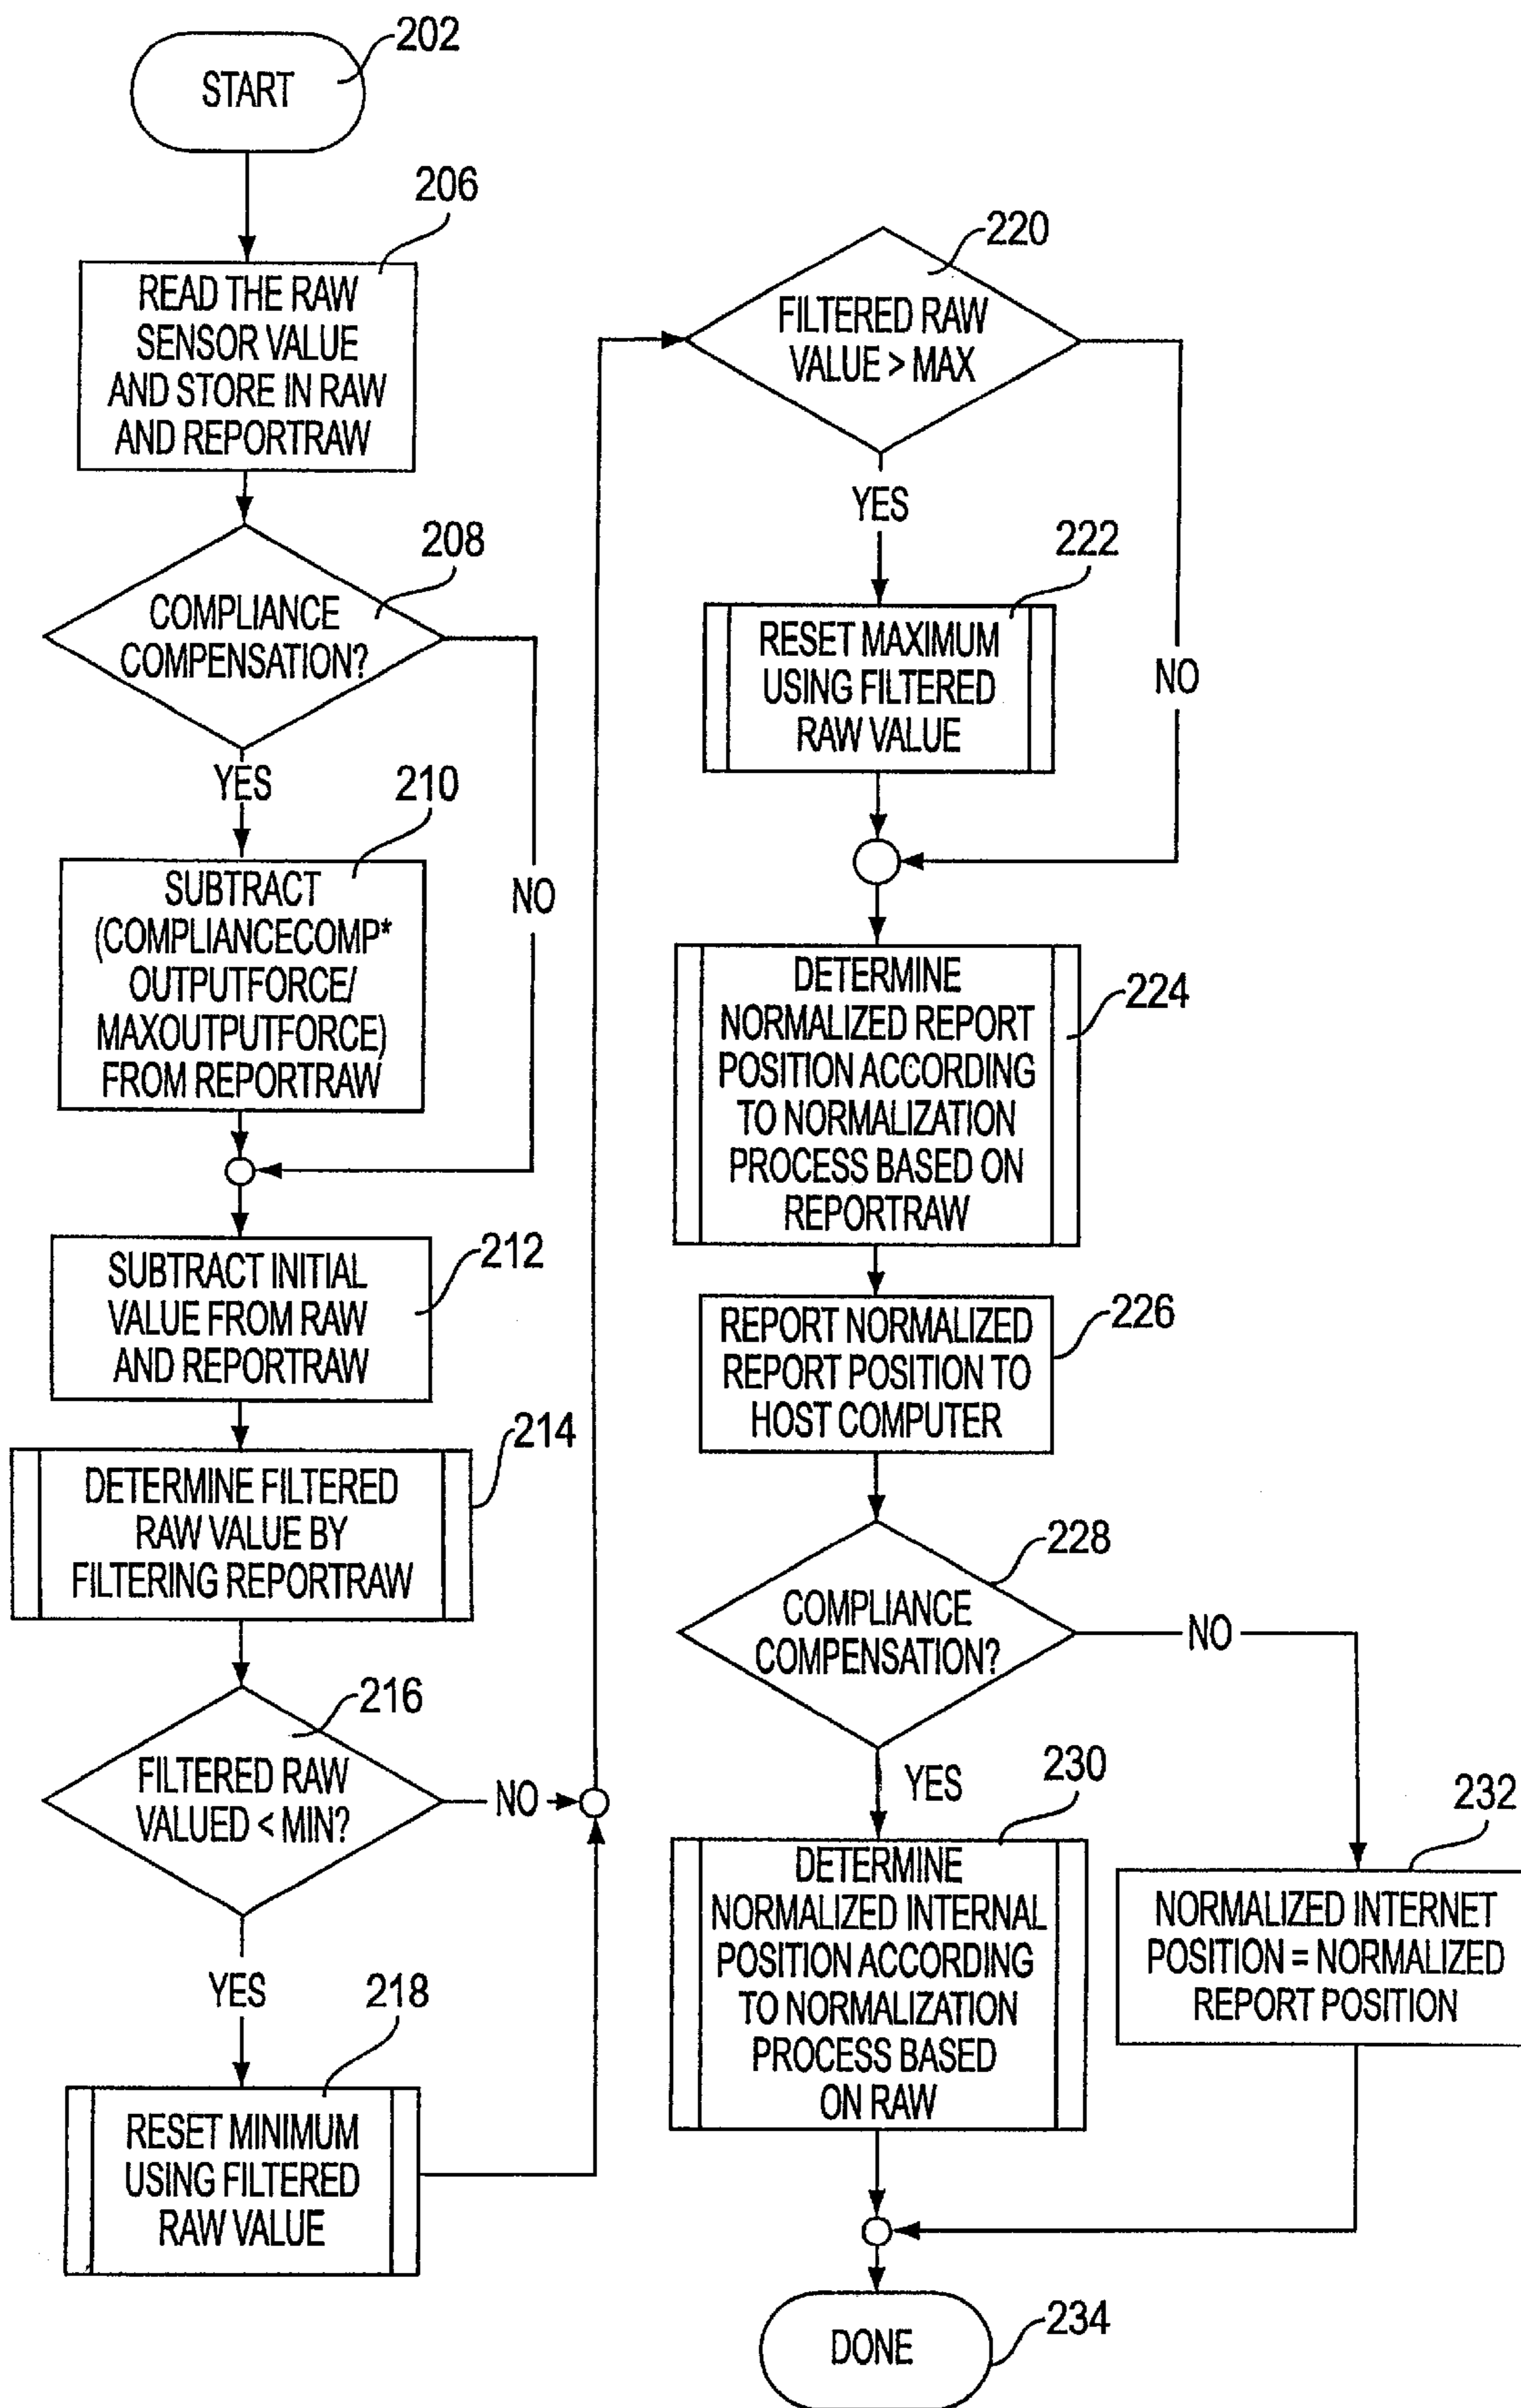 202
START
206
READ THE RAW
SENSOR VALUE
AND STORE IN RAW
AND REPORTRAW
208
COMPLIANCE
COMPENSATION?
YES
NO
210
SUBTRACT
(COMPLIANCECOMP*
OUTPUTFORCE/
MAXOUTPUTFORCE)
FROM REPORTRAW
212
SUBTRACT INITIAL
VALUE FROM RAW
AND REPORTRAW
214
DETERMINE FILTERED
RAW VALUE BY
FILTERING REPORTRAW
216
FILTERED RAW
VALUED < MIN?
NO
YES
218
RESET MINIMUM
USING FILTERED
RAW VALUE
220
FILTERED RAW
VALUE > MAX
YES
NO
222
RESET MAXIMUM
USING FILTERED
RAW VALUE
224
DETERMINE
NORMALIZED REPORT
POSITION ACCORDING
TO NORMALIZATION
PROCESS BASED ON
REPORTRAW
226
REPORT NORMALIZED
REPORT POSITION TO
HOST COMPUTER
228
COMPLIANCE
COMPENSATION?
NO
YES
230
DETERMINE
NORMALIZED INTERNAL
POSITION ACCORDING
TO NORMALIZATION
PROCESS BASED
ON RAW
232
NORMALIZED INTERNET
POSITION = NORMALIZED
REPORT POSITION
DONE
234